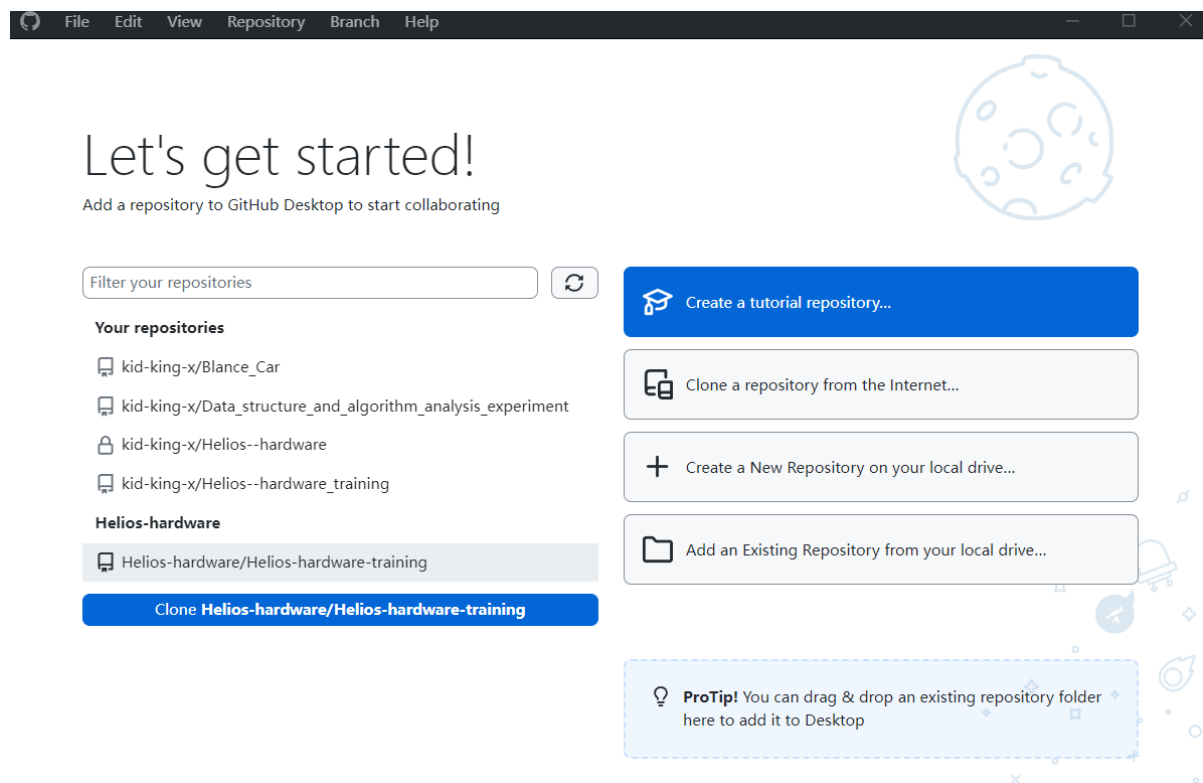 File Edit View Repository Branch Help
Let's get started!
Add a repository to GitHub Desktop to start collaborating
Filter your repositories
Your repositories
kid-king-x/Blance_Car
kid-king-x/Data_structure_and_algorithm_analysis_experiment
kid-king-x/Helios--hardware
kid-king-x/Helios--hardware_training
Helios-hardware
Helios-hardware/Helios-hardware-training
Clone Helios-hardware/Helios-hardware-training
Create a tutorial repository...
Clone a repository from the Internet...
Create a New Repository on your local drive...
Add an Existing Repository from your local drive...
ProTip! You can drag & drop an existing repository folder
here to add it to Desktop